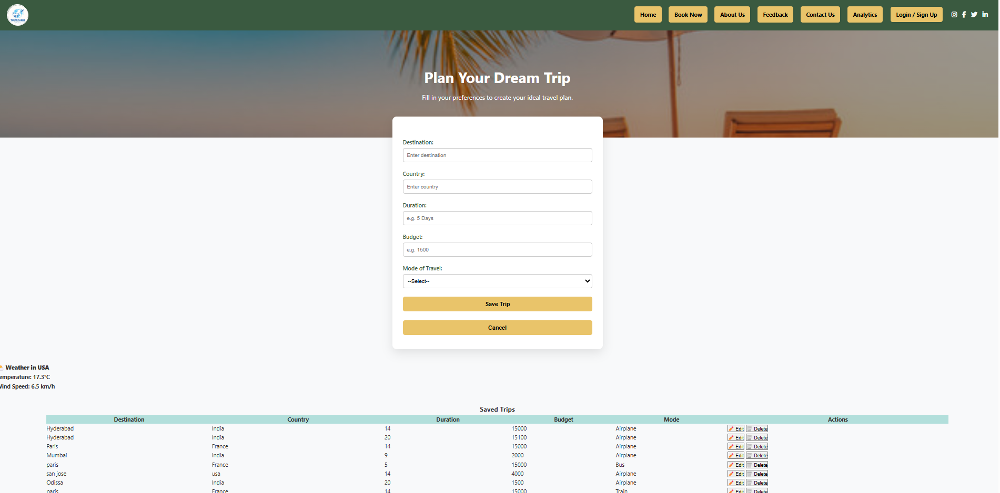 TRIPSPHERE
Home Book Now About Us Feedback Contact Us Analytics Login / Sign Up
Plan Your Dream Trip
Fill in your preferences to create your ideal travel plan.
Destination:
Enter destination
Country:
Enter country
Duration:
e.g. 5 Days
Budget:
e.g. 1500
Mode of Travel:
--Select--
Save Trip
Cancel
Weather in USA
emperature: 17.3°C
Wind Speed: 6.5 km/h
Saved Trips
Destination Country Duration Budget Mode Actions
Hyderabad India 14 15000 Airplane Edit Delete
Hyderabad India 20 15100 Airplane Edit Delete
Paris France 14 15000 Airplane Edit Delete
Mumbai India 9 2000 Airplane Edit Delete
paris France 5 15000 Bus Edit Delete
san jose usa 14 4000 Airplane Edit Delete
Odissa India 20 1500 Airplane Edit Delete
paris France 14 15000 Train Edit Delete